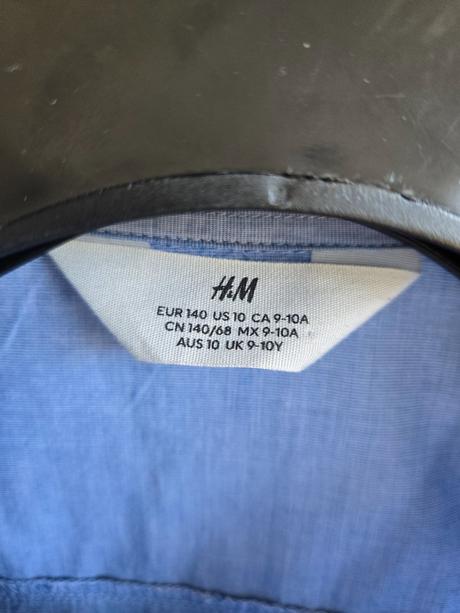 H&M
EUR 140 US 10 CA 9-10A
CN 140/68 MX 9-10A
AUS 10 UK 9-10Y